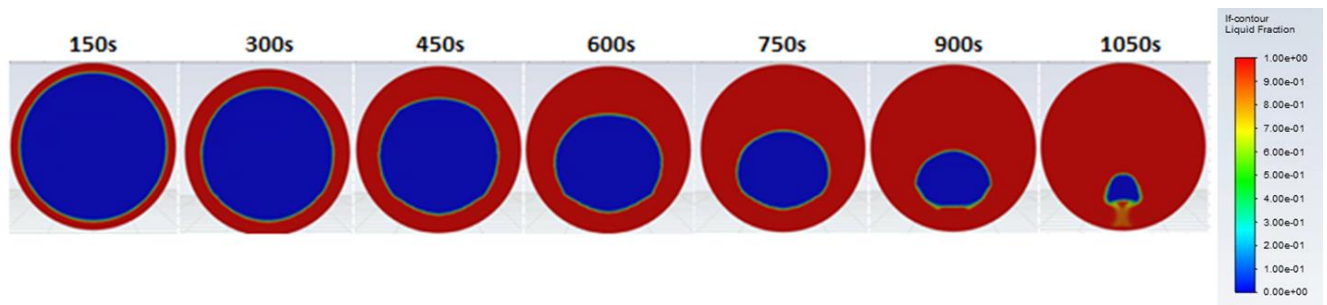 150s 300s 450s 600s 750s 900s 1050s
lf-contour
Liquid Fraction
1.00e+00
9.00e-01
8.00e-01
7.00e-01
6.00e-01
5.00e-01
4.00e-01
3.00e-01
2.00e-01
1.00e-01
0.00e+00